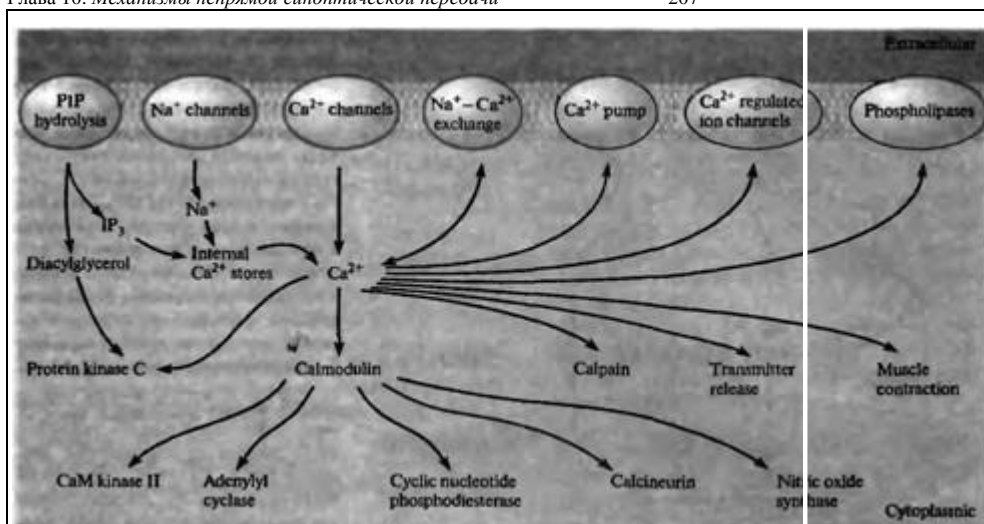 Глава 10. Механизмы непрямой синоптической передачи 207
Extracellular
PIP hydrolysis
Na⁺ channels
Ca²⁺ channels
Na⁺–Ca²⁺ exchange
Ca²⁺ pump
Ca²⁺ regulated ion channels
Phospholipases
Na⁺
IP₃
Diacylglycerol
Internal
Ca²⁺ stores
Ca²⁺
Protein kinase C
Calmodulin
Calpain
Transmitter
release
Muscle
contraction
CaM kinase II
Adenylyl
cyclase
Cyclic nucleotide
phosphodiesterase
Calcineurin
Nitric oxide
synthase
Cytoplasmic